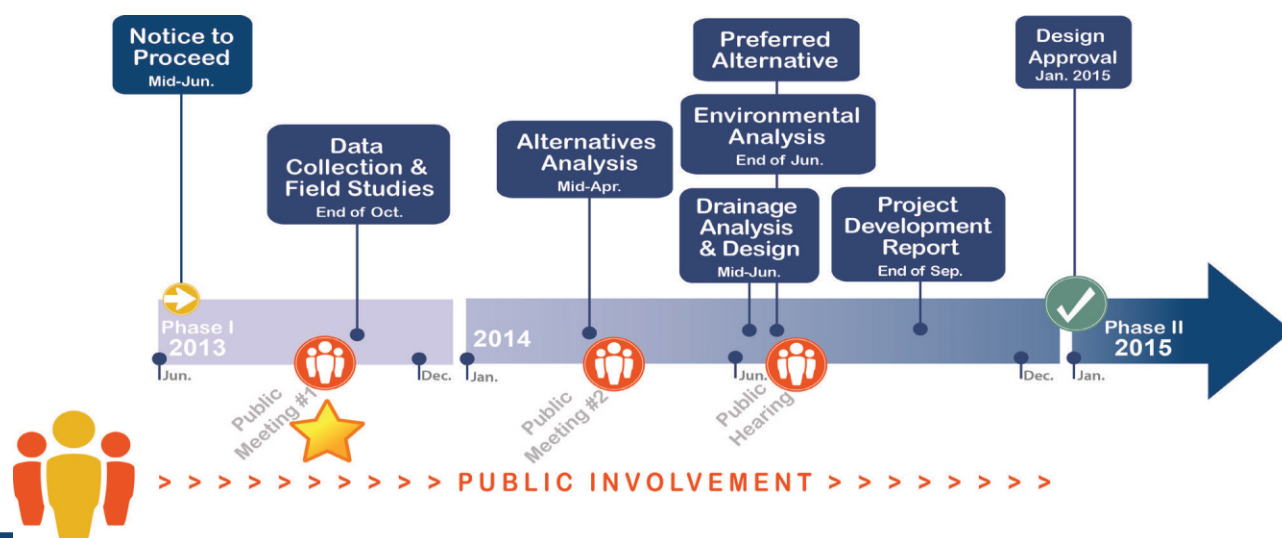 Notice to
Proceed
Mid-Jun.
Data
Collection &
Field Studies
End of Oct.
Alternatives
Analysis
Mid-Apr.
Preferred
Alternative
Environmental
Analysis
End of Jun.
Drainage
Analysis
& Design
Mid-Jun.
Project
Development
Report
End of Sep.
Design
Approval
Jan. 2015
Phase I
2013
2014
Phase II
2015
Jun.
Dec.
Jan.
Jun.
Dec.
Jan.
Public
Meeting #1
Public
Meeting #2
Public
Hearing
> > > > > > > > > > PUBLIC INVOLVEMENT > > > > > > > >